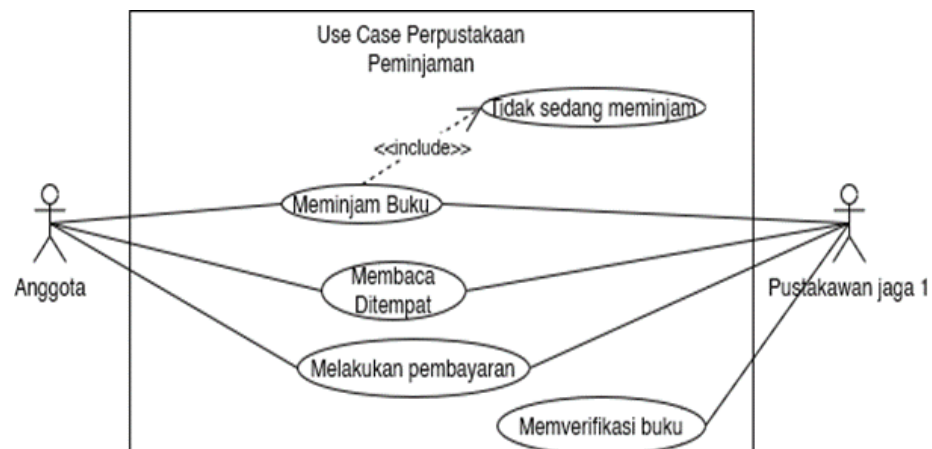 Use Case Perpustakaan
Peminjaman
Tidak sedang meminjam
<<include>>
Meminjam Buku
Anggota
Membaca
Ditempat
Pustakawan jaga 1
Melakukan pembayaran
Memverifikasi buku